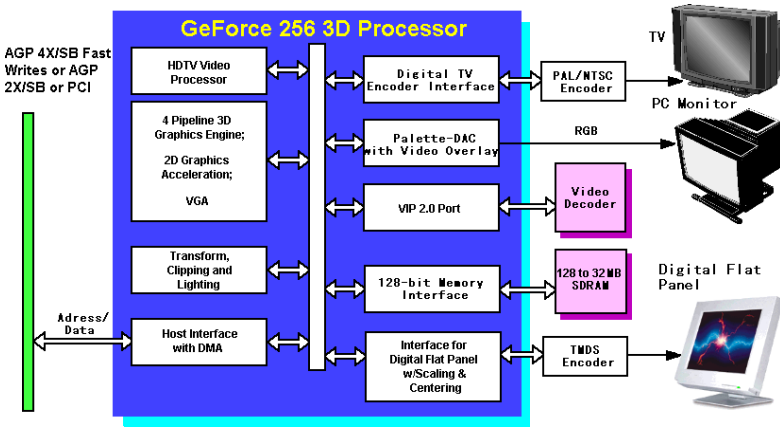 GeForce 256 3D Processor
AGP 4X/SB Fast
Writes or AGP
2X/SB or PCI
HDTV Video
Processor
4 Pipeline 3D
Graphics Engine;
2D Graphics
Acceleration;
VGA
Transform,
Clipping and
Lighting
Adress/
Data
Host Interface
with DMA
Digital TV
Encoder Interface
Palette-DAC
with Video Overlay
VIP 2.0 Port
128-bit Memory
Interface
Interface for
Digital Flat Panel
w/Scaling &
Centering
PAL/NTSC
Encoder
RGB
Video
Decoder
128 to 32MB
SDRAM
TMDS
Encoder
TV
PC Monitor
Digital Flat
Panel